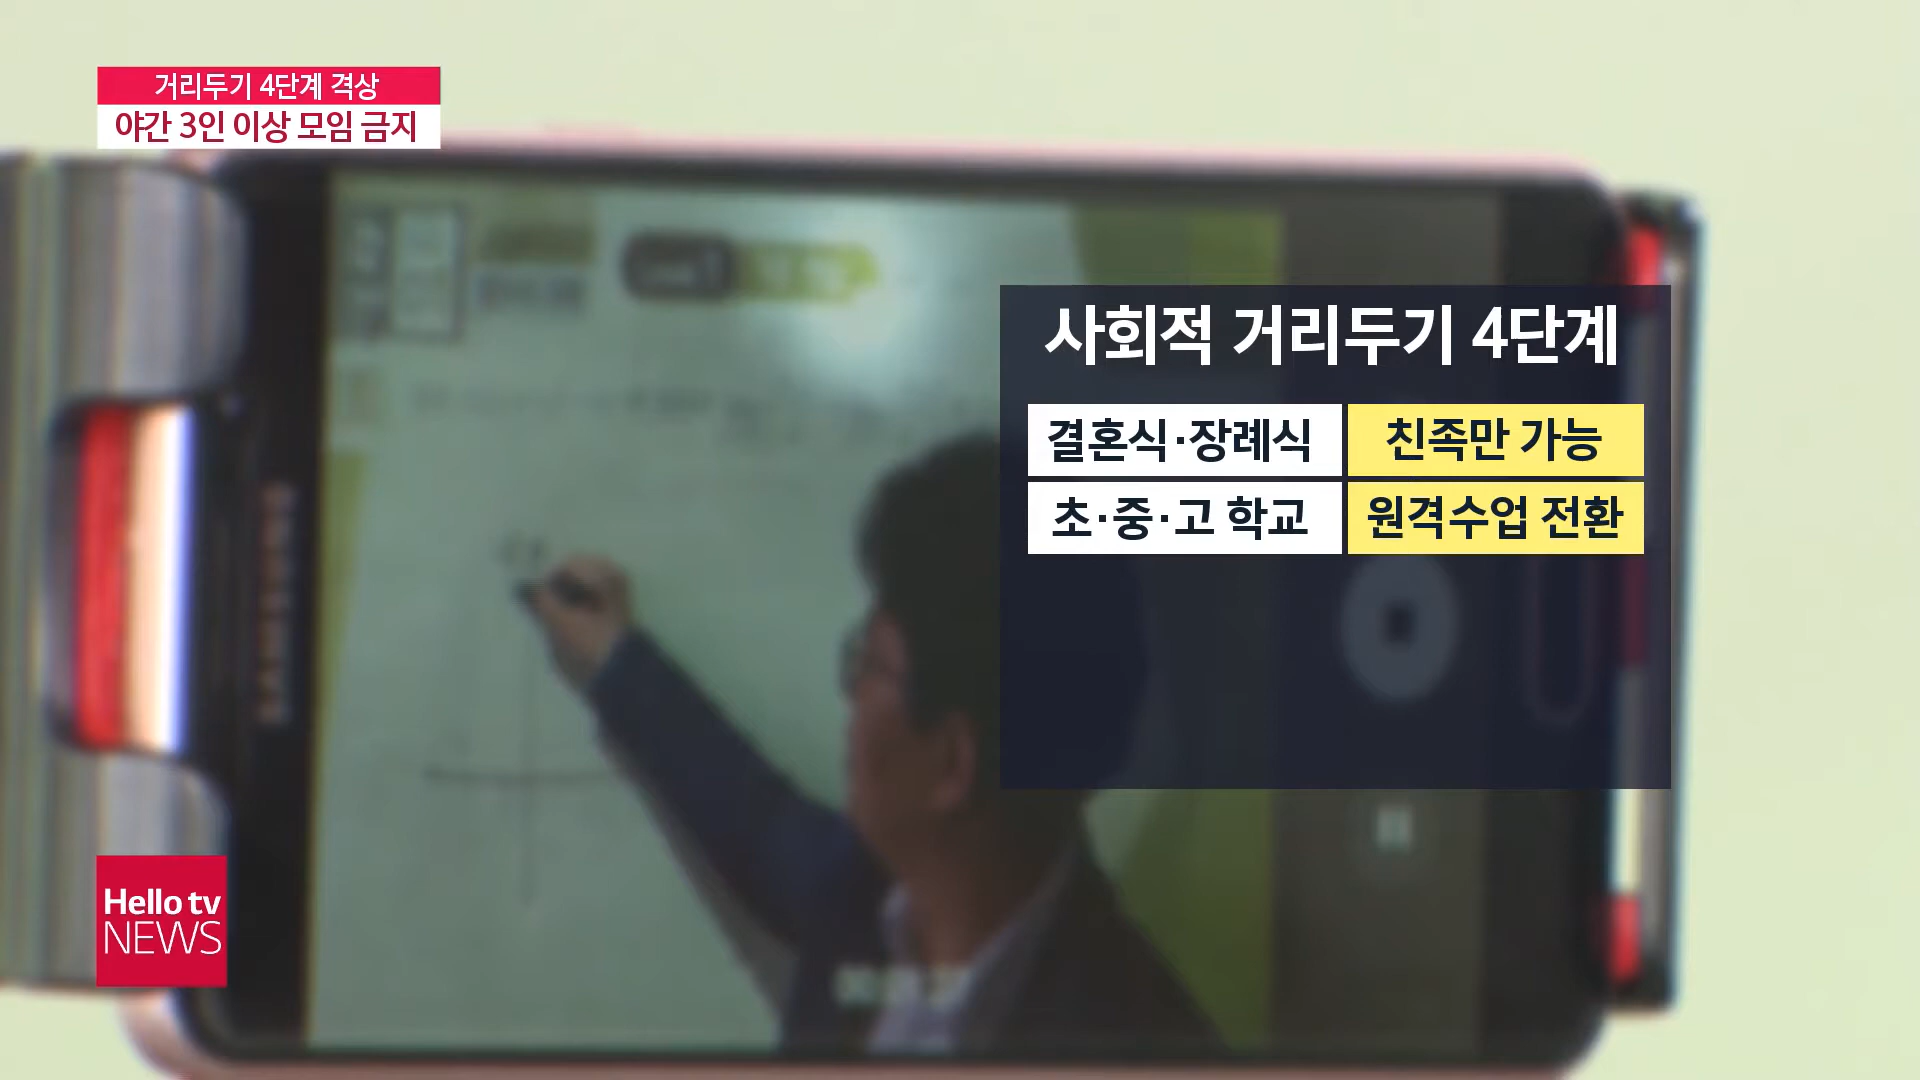 거리두기 4단계 격상
야간 3인 이상 모임 금지
사회적 거리두기 4단계
결혼식·장례식 친족만 가능
초·중·고 학교 원격수업 전환
SAMSUNG
Hello tv
NEWS